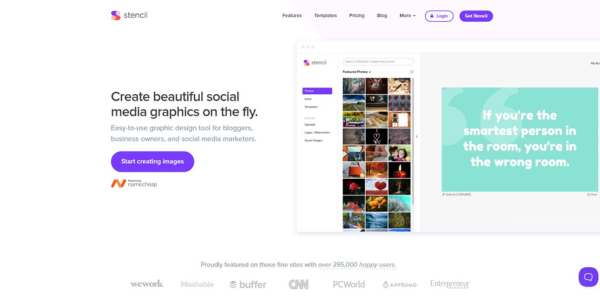 stencil
Features
Templates
Pricing
Blog
More
Login
Get Stencil
stencil
Featured Photos
Photos
Icons
Templates
Create beautiful social
media graphics on the fly.
Easy-to-use graphic design tool for bloggers,
business owners, and social media marketers.
Start creating images
Powered by
namecheap
If you're the
smartest person in
the room, you're in
the wrong room.
Proudly featured on these fine sites with over 395,000 happy users.
wework
Mashable
buffer
CNN
PCWorld
APPSUMO
Entrepreneur